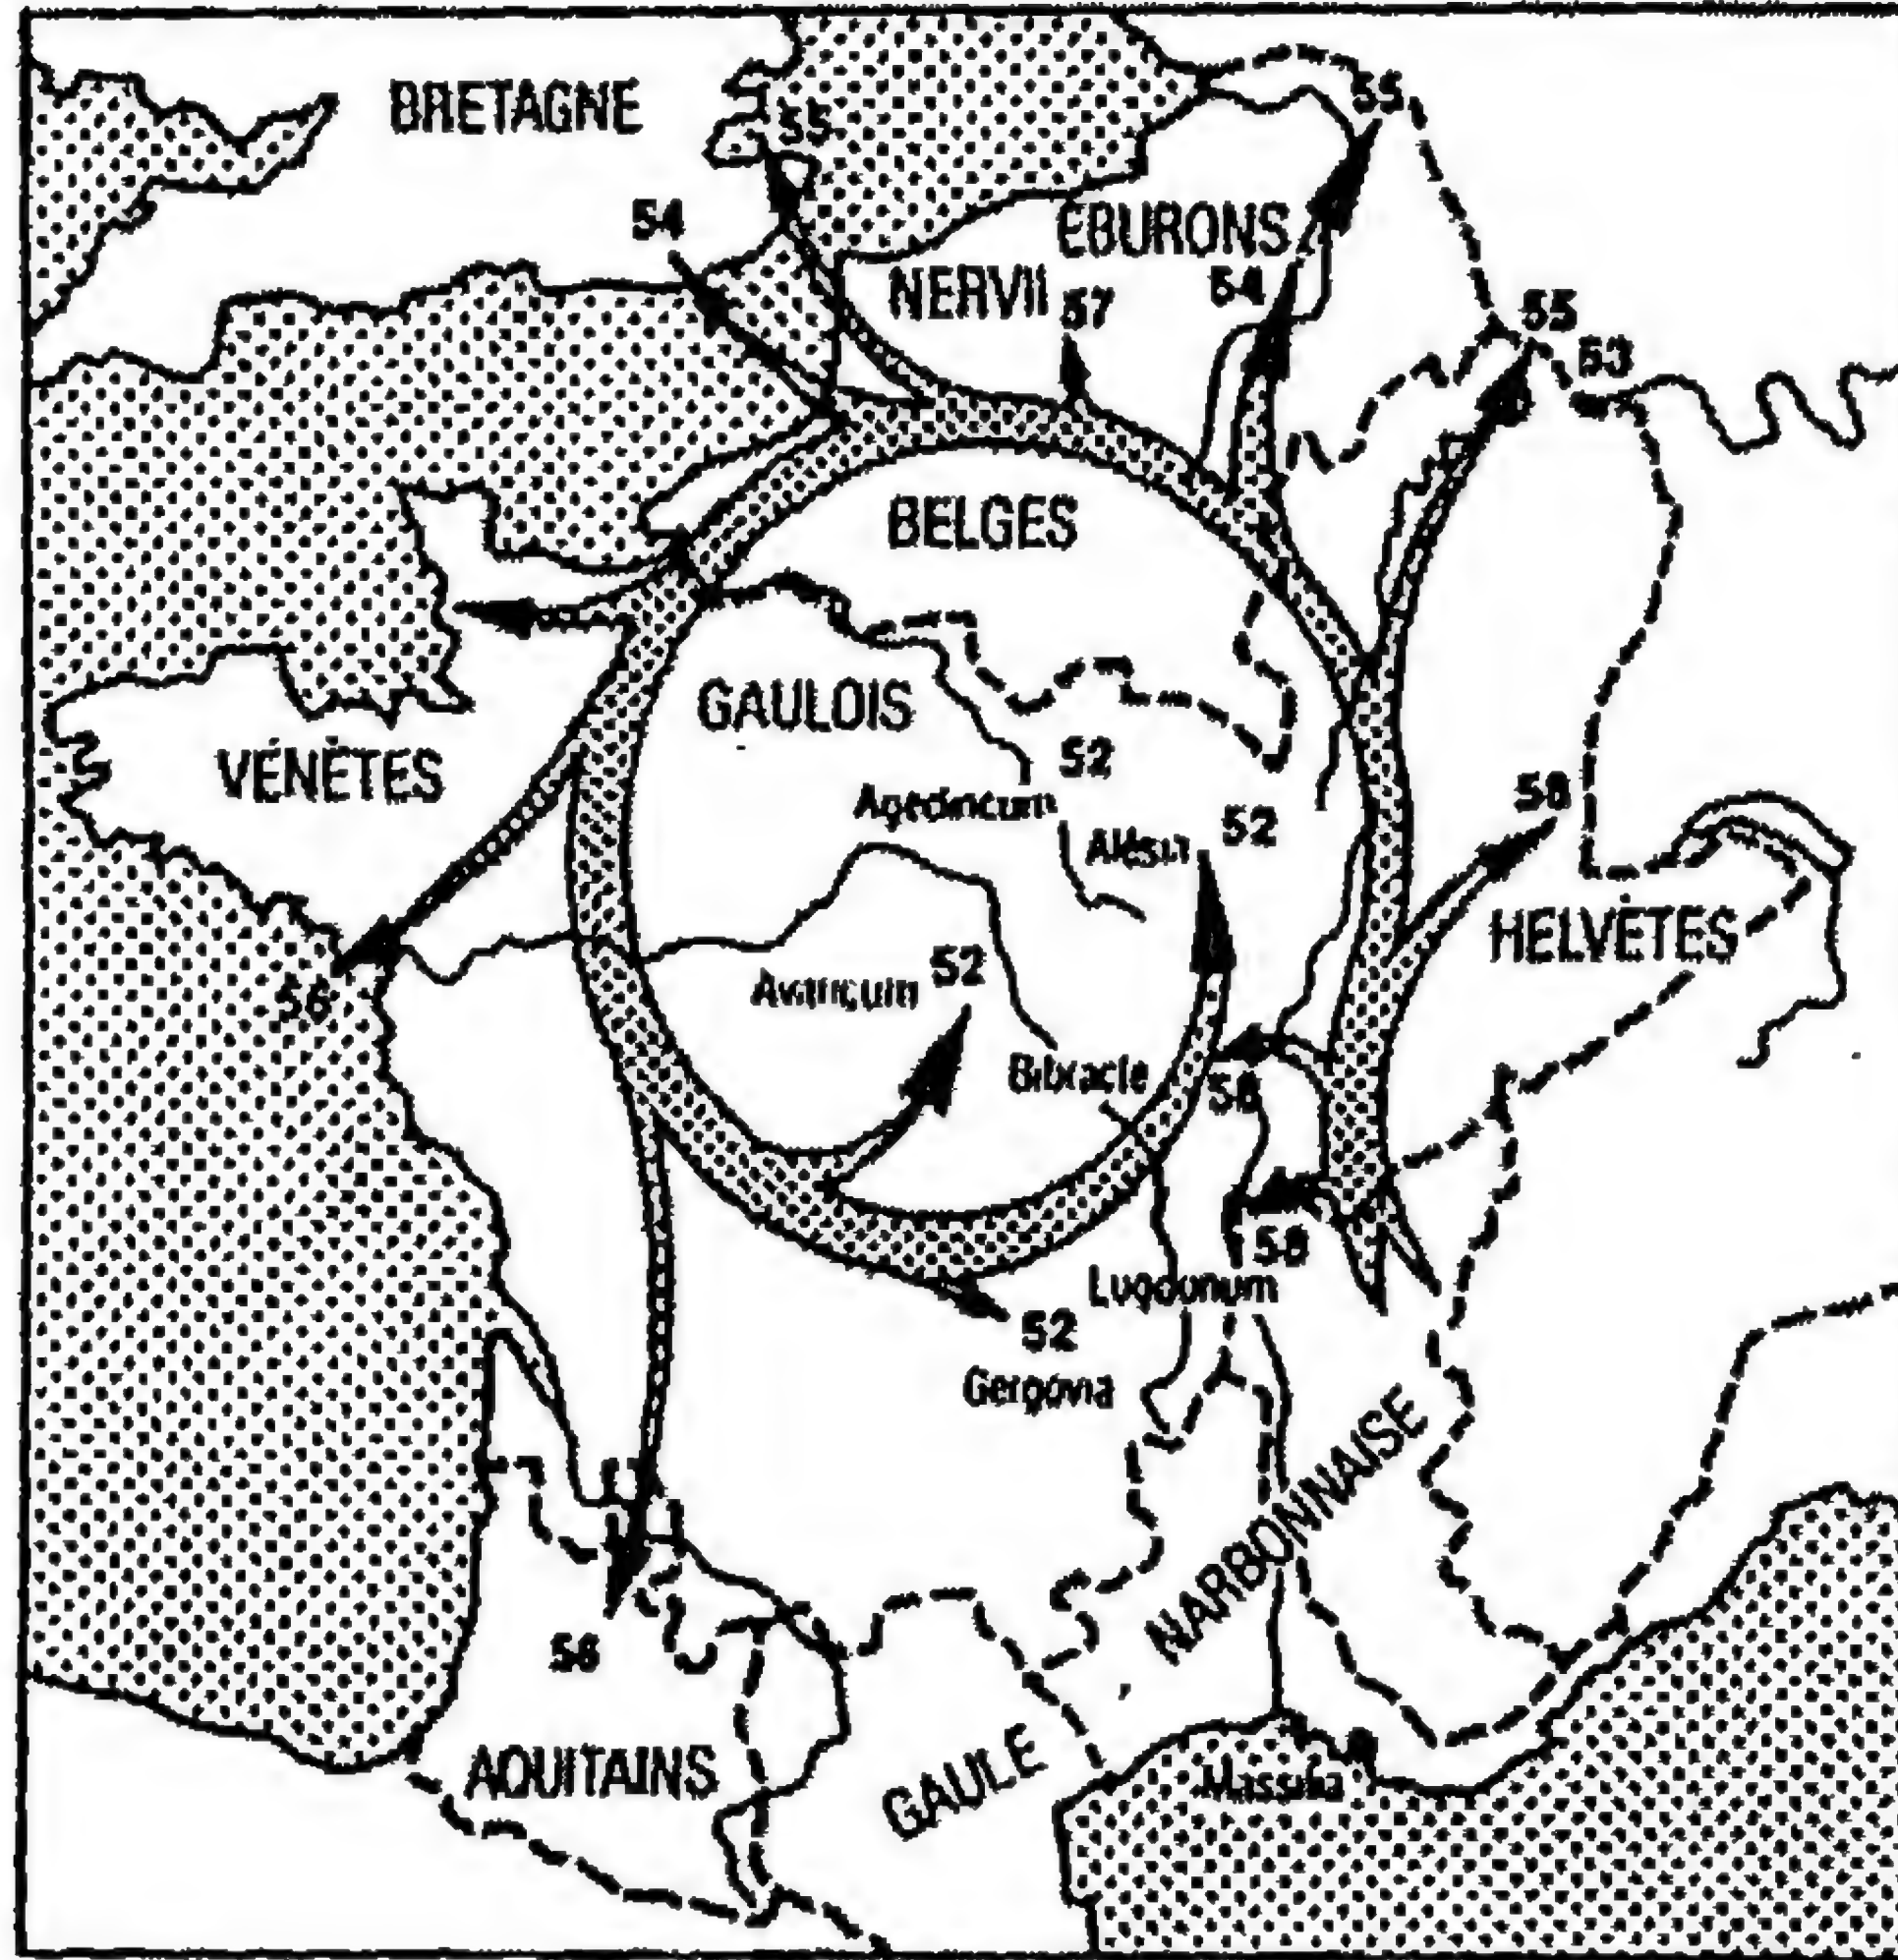 BRETAGNE
55
55
54
EBURONS
NERVII
57
54
55
53
BELGES
GAULOIS
52
VÉNÈTES
Agedincum
58
Alésia
52
HELVÈTES
52
Avaricum
56
Bibracte
58
58
Lugdunum
52
Gergovia
NARBONNAISE
56
AQUITAINS
GAULE
Massilia